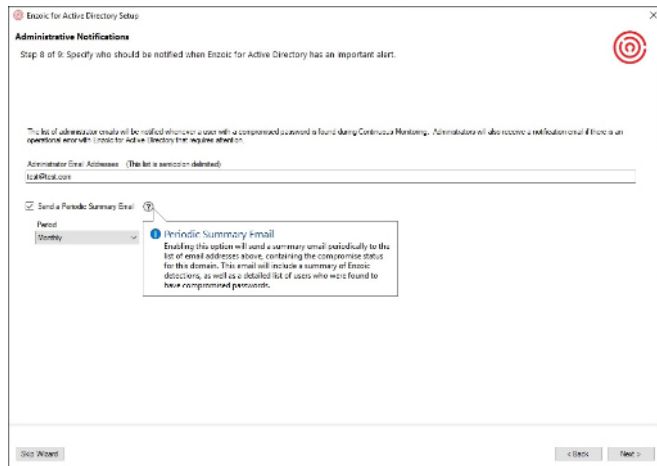 Enzoic for Active Directory Setup
Administrative Notifications
Step 8 of 9: Specify who should be notified when Enzoic for Active Directory has an important alert.
The list of administrator emails will be notified whenever a user with a compromised password is found during Continuous Monitoring. Administrators will also receive a notification email if there is an
operational error with Enzoic for Active Directory that requires attention.
Administrator Email Addresses (This list is semicolon delimited)
test@test.com
Send a Periodic Summary Email ?
Period
Monthly
Periodic Summary Email
Enabling this option will send a summary email periodically to the
list of email addresses above, containing the compromise status
for this domain. This email will include a summary of Enzoic
detections, as well as a detailed list of users who were found to
have compromised passwords.
Skip Wizard
< Back
Next >